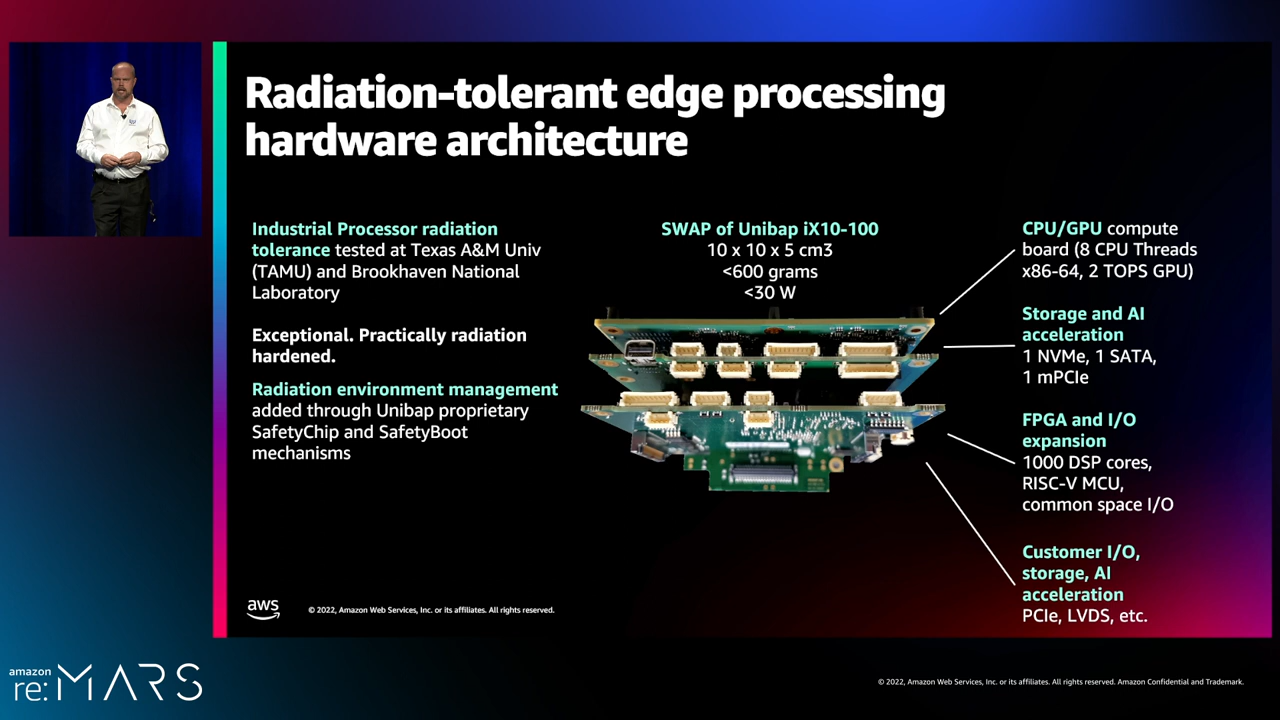 Radiation-tolerant edge processing
hardware architecture
Industrial Processor radiation
tolerance tested at Texas A&M Univ
(TAMU) and Brookhaven National
Laboratory
Exceptional. Practically radiation
hardened.
Radiation environment management
added through Unibap proprietary
SafetyChip and SafetyBoot
mechanisms
SWAP of Unibap iX10-100
10 x 10 x 5 cm3
<600 grams
<30 W
CPU/GPU compute
board (8 CPU Threads
x86-64, 2 TOPS GPU)
Storage and AI
acceleration
1 NVMe, 1 SATA,
1 mPCIe
FPGA and I/O
expansion
1000 DSP cores,
RISC-V MCU,
common space I/O
Customer I/O,
storage, AI
acceleration
PCIe, LVDS, etc.
aws
© 2022, Amazon Web Services, Inc. or its affiliates. All rights reserved.
amazon
re:MARS
© 2022, Amazon Web Services, Inc. or its affiliates. All rights reserved. Amazon Confidential and Trademark.